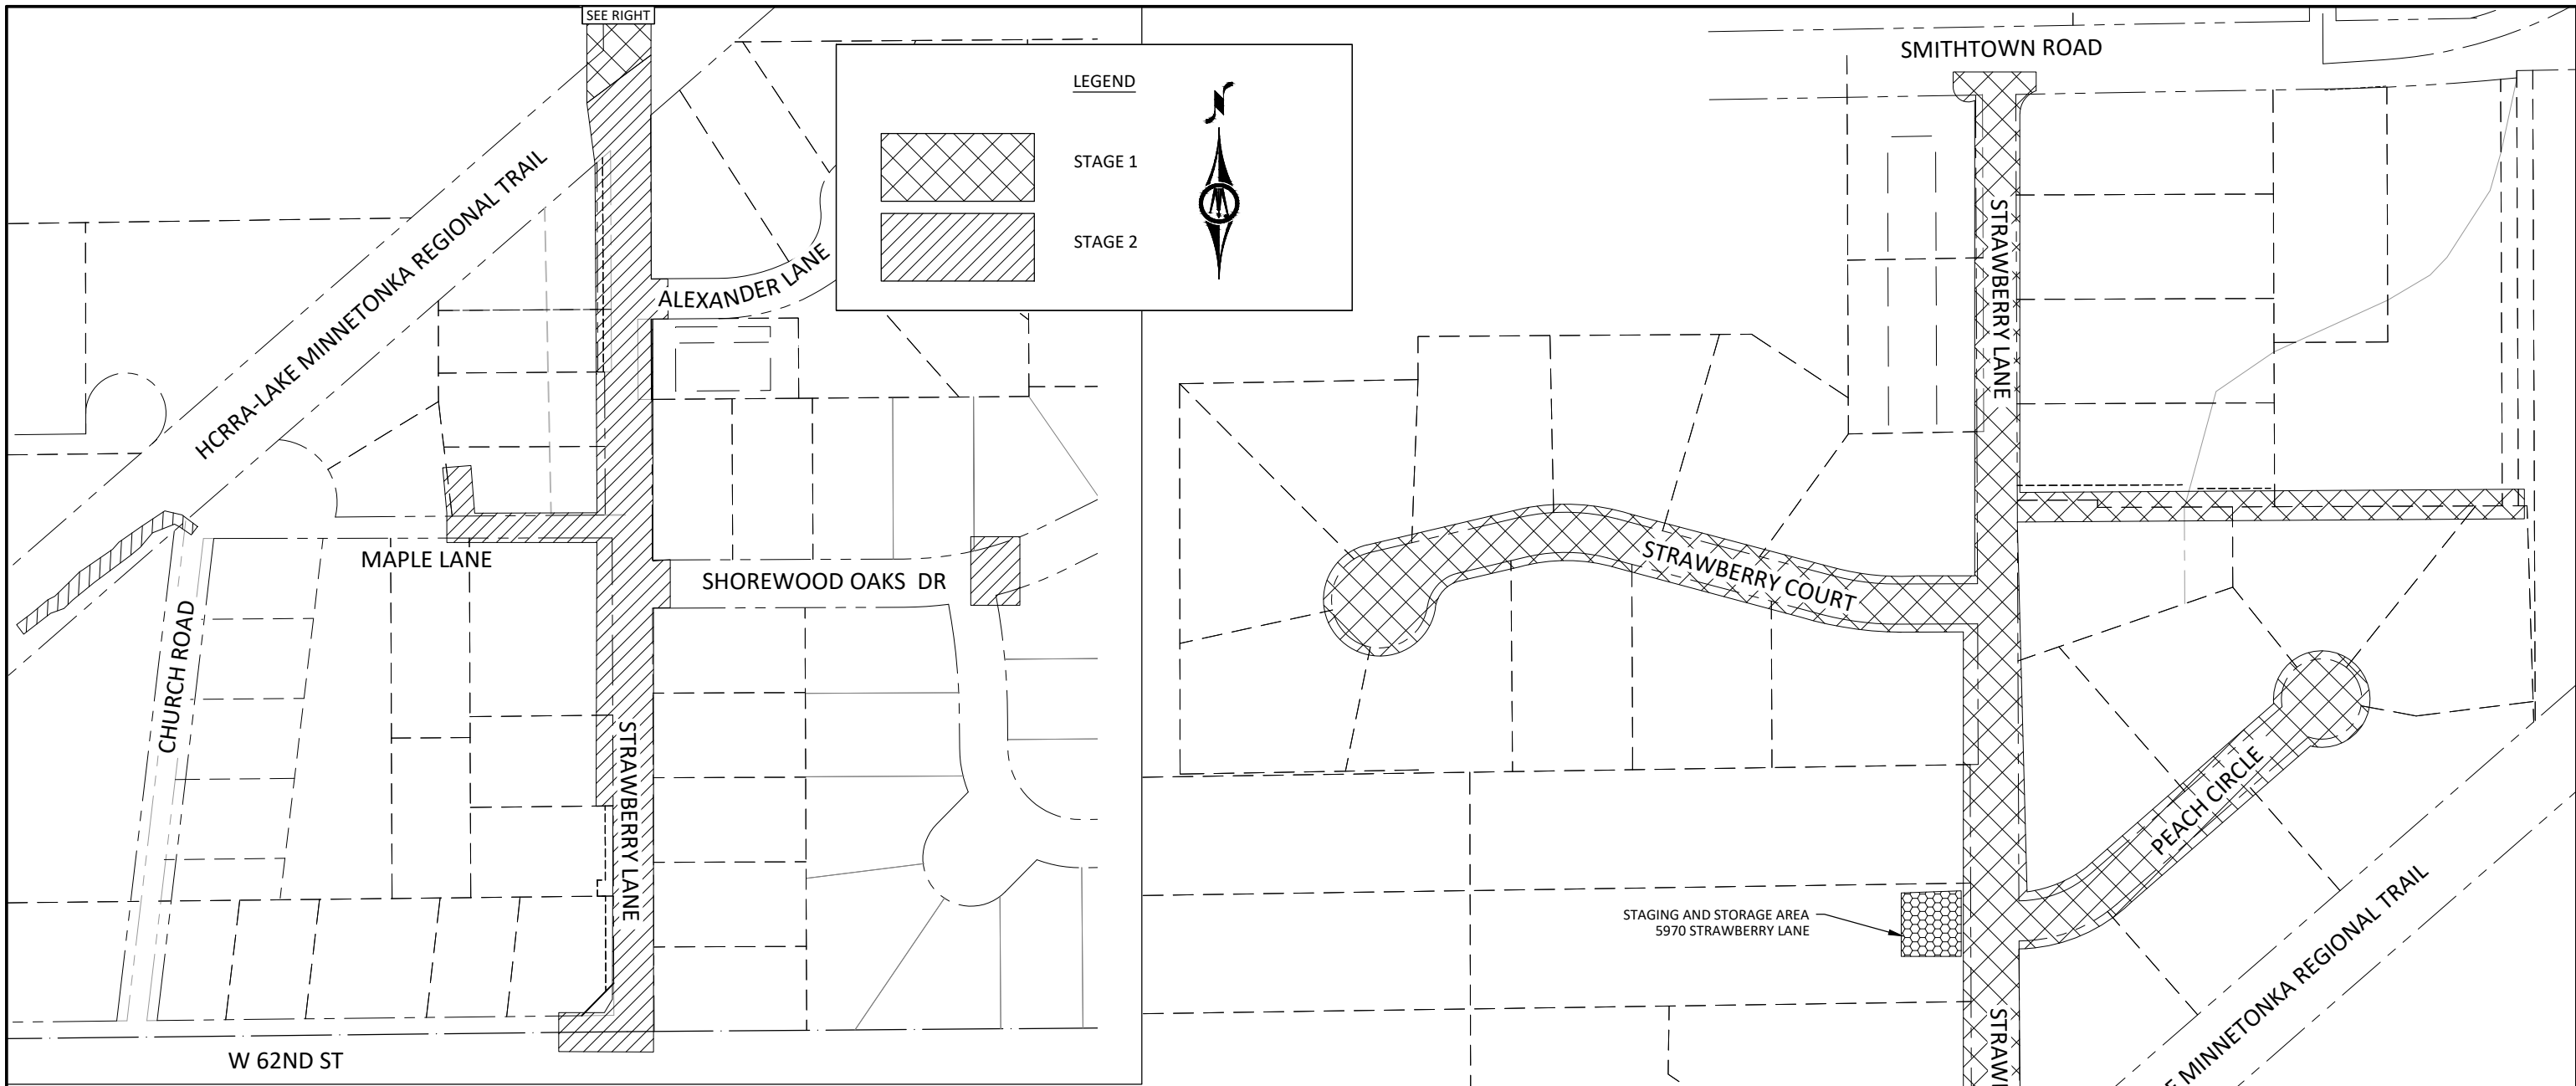 SEE RIGHT
LEGEND
N
STAGE 1
STAGE 2
HCRRA-LAKE MINNETONKA REGIONAL TRAIL
ALEXANDER LANE
MAPLE LANE
SHOREWOOD OAKS DR
CHURCH ROAD
STRAWBERRY LANE
W 62ND ST
SMITHTOWN ROAD
STRAWBERRY LANE
STRAWBERRY COURT
PEACH CIRCLE
STAGING AND STORAGE AREA
5970 STRAWBERRY LANE
MINNETONKA REGIONAL TRAIL